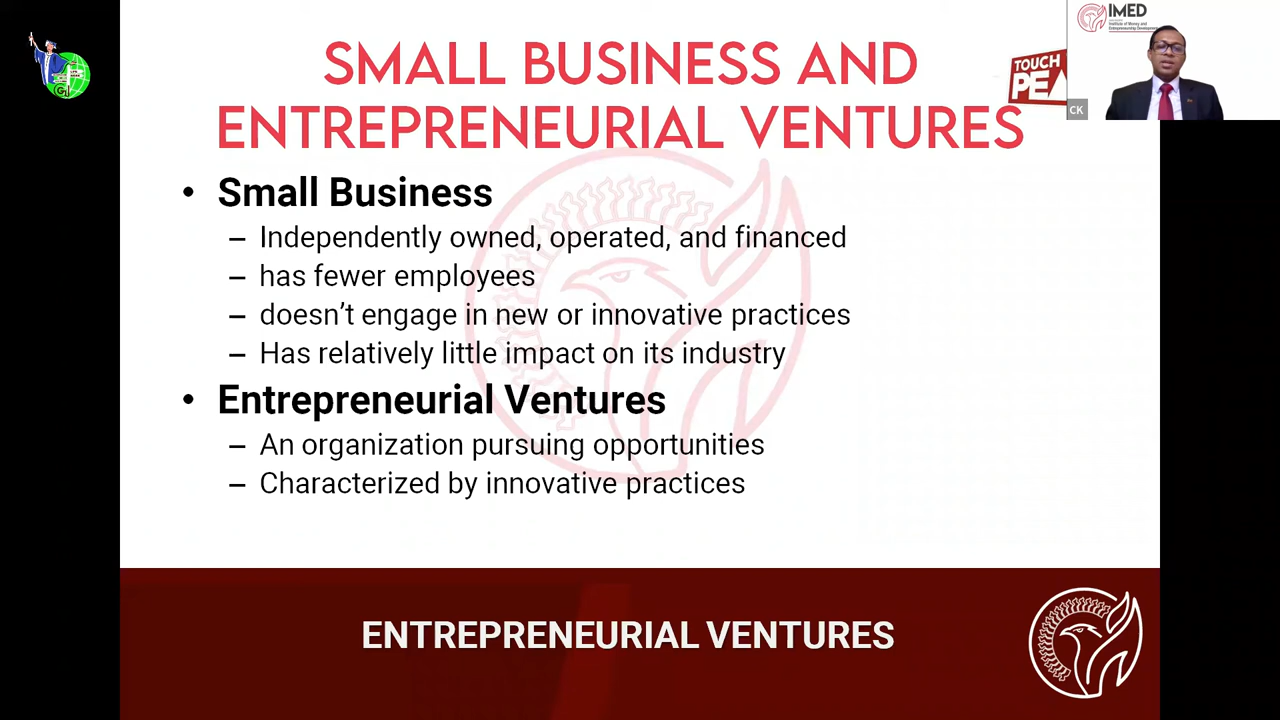 SMALL BUSINESS AND
ENTREPRENEURIAL VENTURES
IMED
Institute of Money and
Entrepreneurship Development
TOUCH
PEA
CK
• Small Business
– Independently owned, operated, and financed
– has fewer employees
– doesn’t engage in new or innovative practices
– Has relatively little impact on its industry
• Entrepreneurial Ventures
– An organization pursuing opportunities
– Characterized by innovative practices
ENTREPRENEURIAL VENTURES